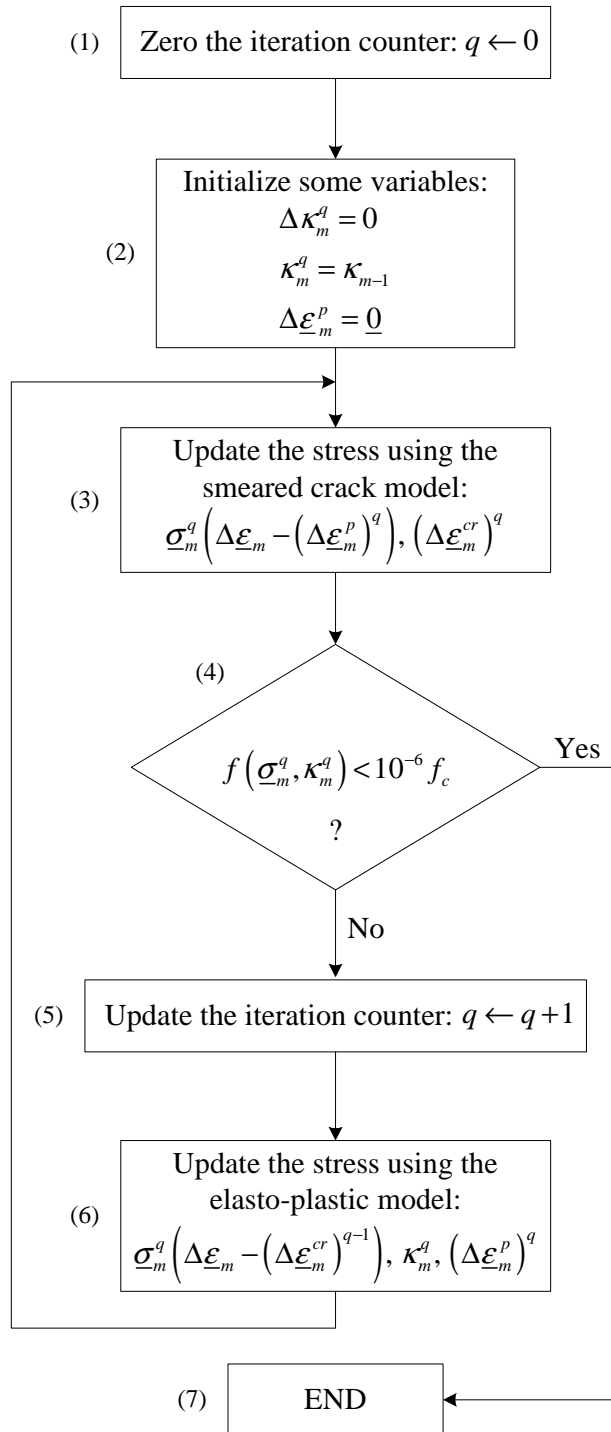 (1) Zero the iteration counter: q ← 0
Initialize some variables:
Δκ_m^q = 0
(2) κ_m^q = κ_{m−1}
Δε_m^p = 0
Update the stress using the
(3) smeared crack model:
σ_m^q (Δε_m − (Δε_m^p)^q), (Δε_m^cr)^q
(4)
Yes
f(σ_m^q, κ_m^q) < 10^−6 f_c
?
No
(5) Update the iteration counter: q ← q + 1
Update the stress using the
(6) elasto-plastic model:
σ_m^q (Δε_m − (Δε_m^cr)^{q−1}), κ_m^q, (Δε_m^p)^q
(7) END